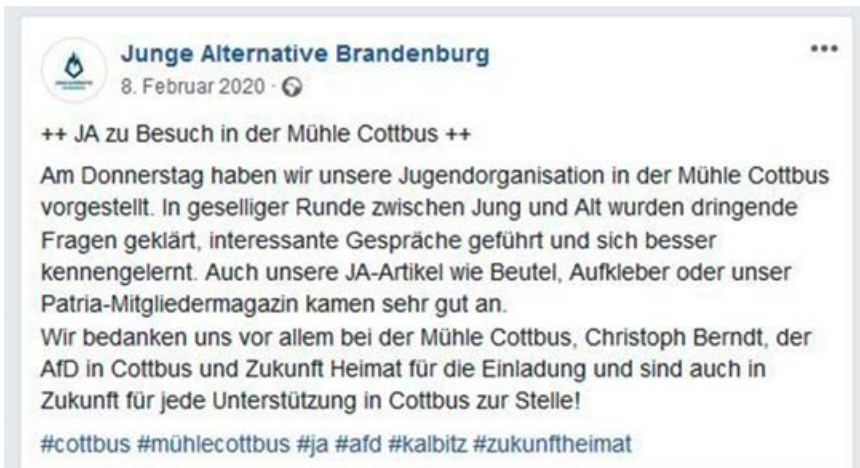 Junge Alternative Brandenburg
8. Februar 2020 ·
++ JA zu Besuch in der Mühle Cottbus ++
Am Donnerstag haben wir unsere Jugendorganisation in der Mühle Cottbus
vorgestellt. In geselliger Runde zwischen Jung und Alt wurden dringende
Fragen geklärt, interessante Gespräche geführt und sich besser
kennengelernt. Auch unsere JA-Artikel wie Beutel, Aufkleber oder unser
Patria-Mitgliedermagazin kamen sehr gut an.
Wir bedanken uns vor allem bei der Mühle Cottbus, Christoph Berndt, der
AfD in Cottbus und Zukunft Heimat für die Einladung und sind auch in
Zukunft für jede Unterstützung in Cottbus zur Stelle!
#cottbus #mühlecottbus #ja #afd #kalbitz #zukunftheimat